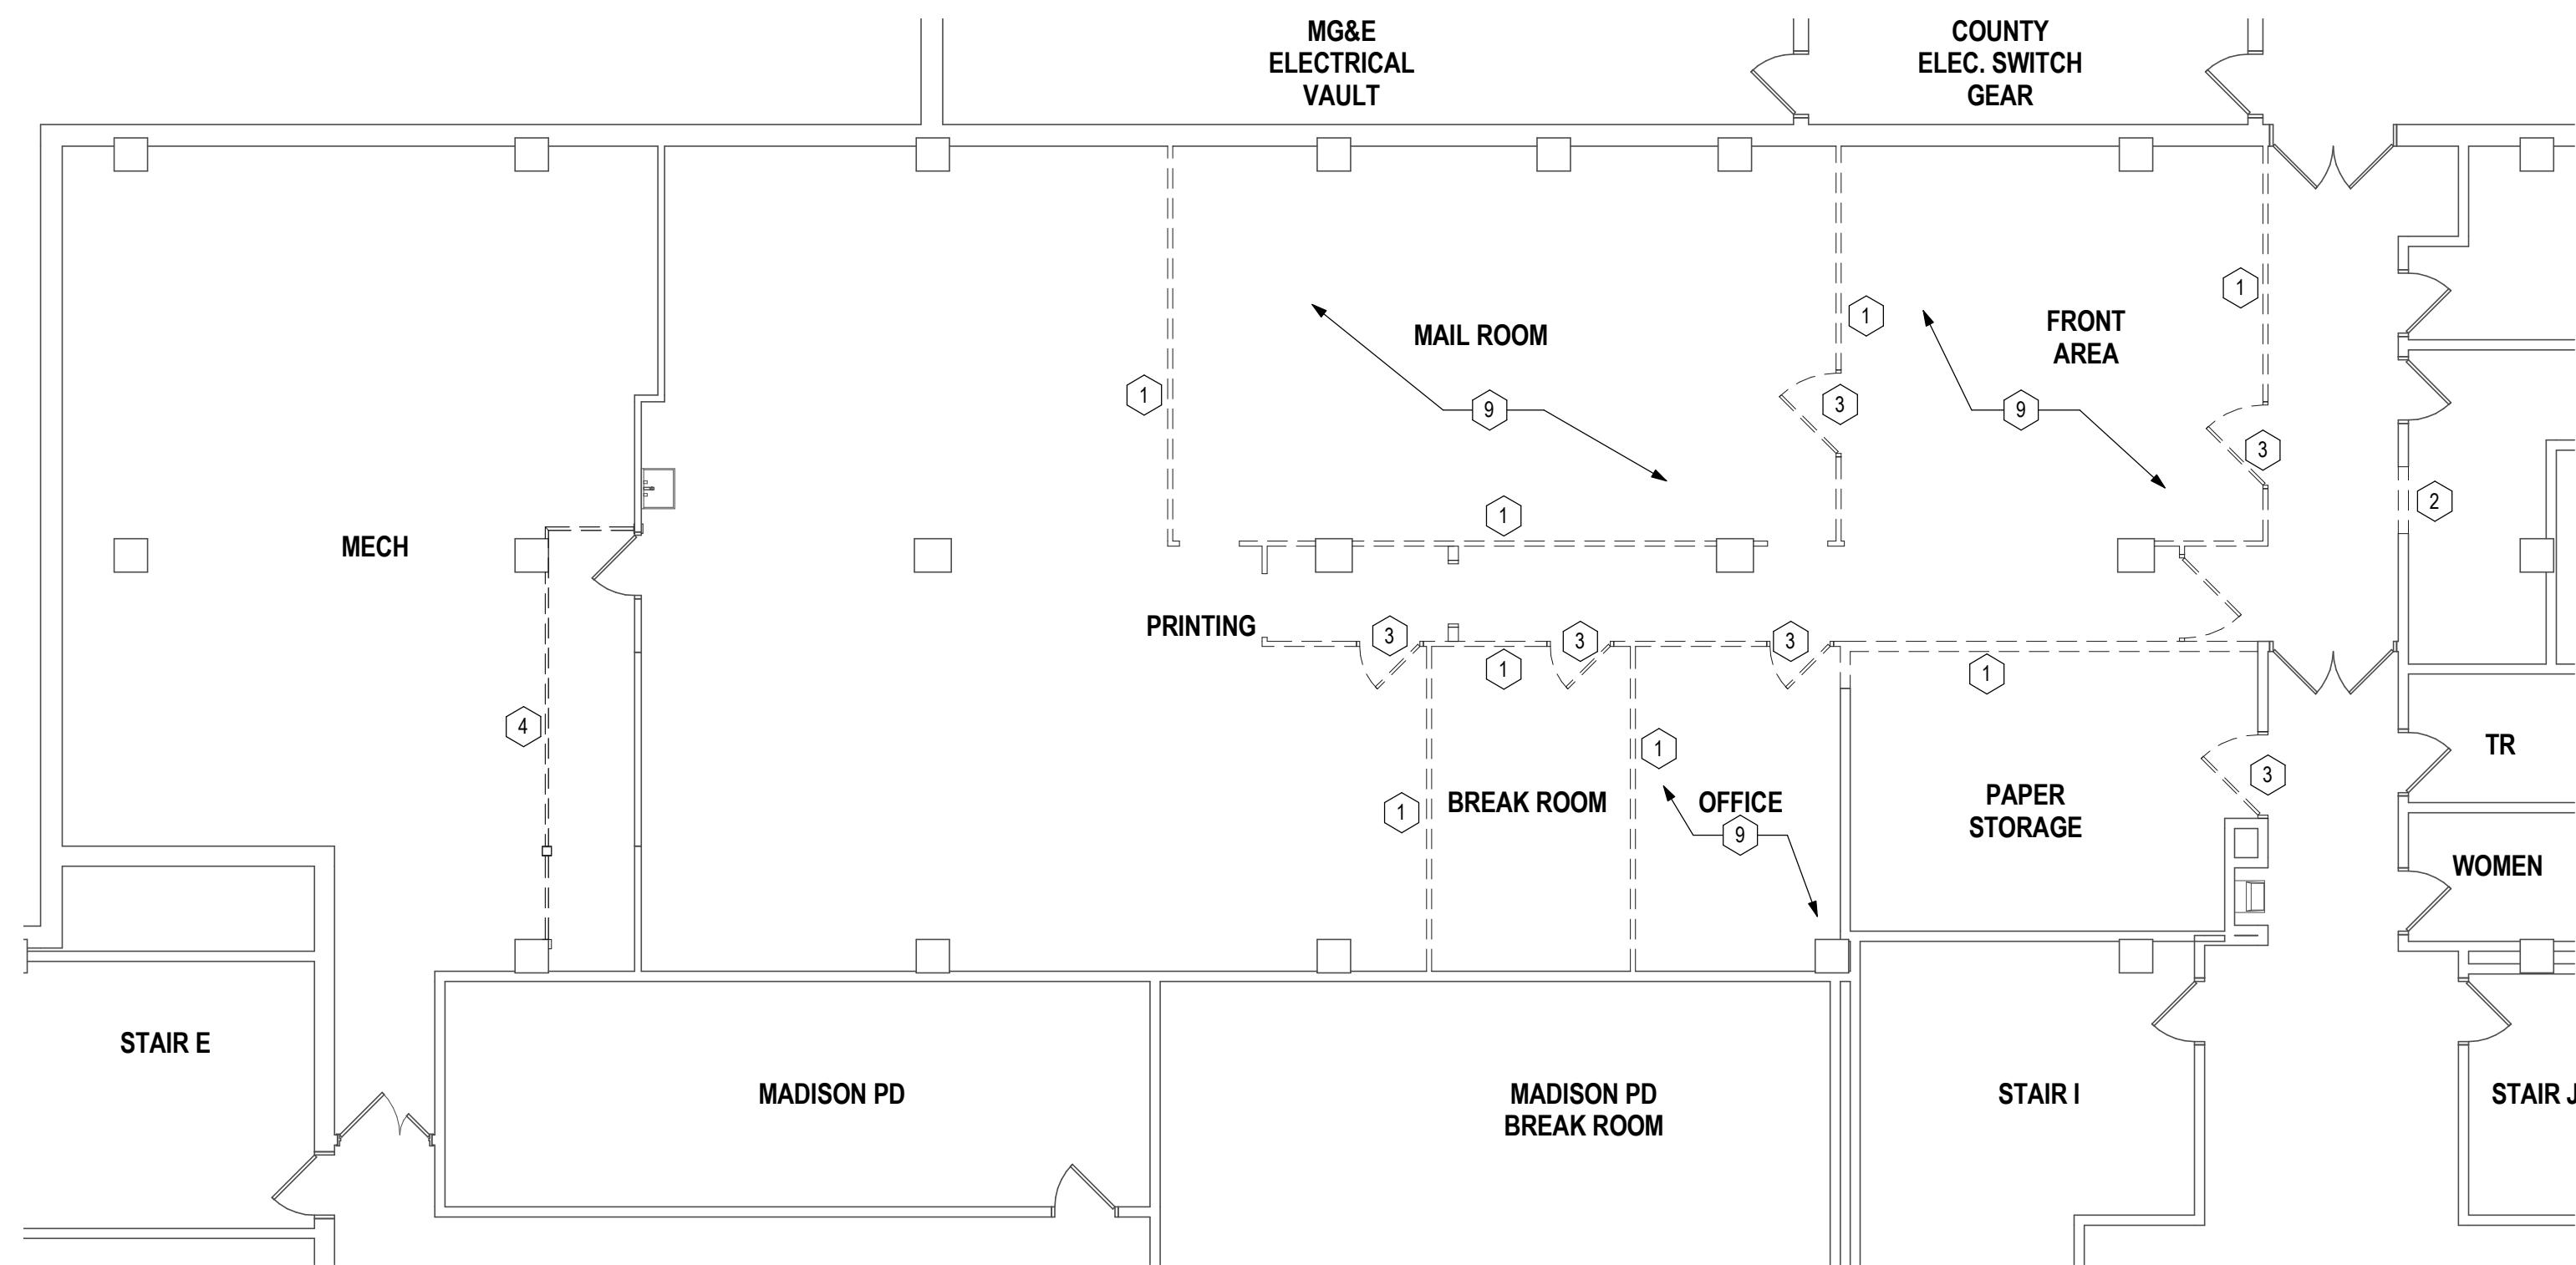 MG&E
ELECTRICAL
VAULT
COUNTY
ELEC. SWITCH
GEAR
1
1
MAIL ROOM
FRONT
AREA
1
3
9
9
3
2
1
MECH
PRINTING
3
3
3
1
1
4
1
TR
3
1
BREAK ROOM
OFFICE
9
PAPER
STORAGE
WOMEN
STAIR E
MADISON PD
MADISON PD
BREAK ROOM
STAIR I
STAIR J